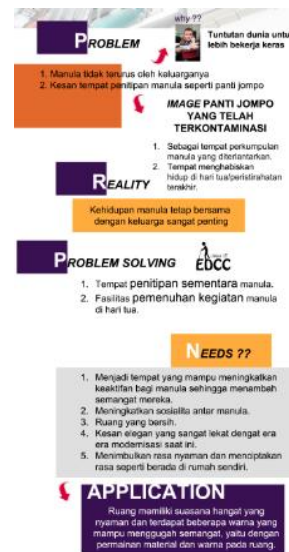 why ??
PROBLEM
Tuntutan dunia untu
lebih bekerja keras
1. Manula tidak terurus oleh keluarganya
2. Kesan tempat penitipan manula seperti panti jompo
IMAGE PANTI JOMPO
YANG TELAH
TERKONTAMINASI
1. Sebagai tempat perkumpulan
manula yang diterlantarkan.
2. Tempat menghabiskan
hidup di hari tua/peristirahatan
terakhir.
REALITY
Kehidupan manula tetap bersama
dengan keluarga sangat penting
PROBLEM SOLVING
EDCC
1. Tempat penitipan sementara manula.
2. Fasilitas pemenuhan kegiatan manula
di hari tua.
NEEDS ??
1. Menjadi tempat yang mampu meningkatkan
keaktifan bagi manula sehingga menambah
semangat mereka.
2. Meningkatkan sosialita antar manula.
3. Ruang yang bersih.
4. Kesan elegan yang sangat lekat dengat era
era modernisasi saat ini.
5. Menimbulkan rasa nyaman dan menciptakan
rasa seperti berada di rumah sendiri.
APPLICATION
Ruang mamiliki suasana hangat yang
nyaman dan terdapat beberapa warna yang
mampu menggugah semangat, yaitu dengan
permainan material dan warna pada ruang.